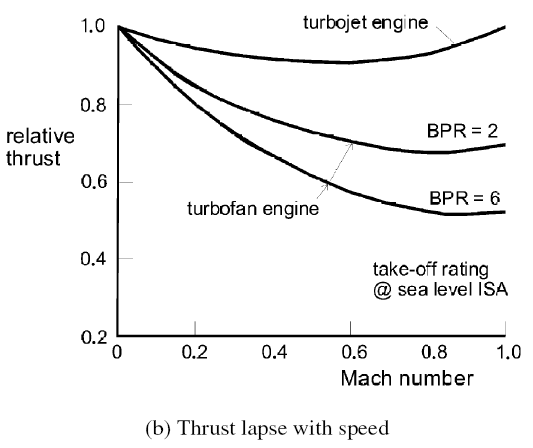 1.0
turbojet engine
0.8
relative
thrust
BPR = 2
0.6
turbofan engine
BPR = 6
0.4
take-off rating
@ sea level ISA
0.2
0 0.2 0.4 0.6 0.8 1.0
Mach number
(b) Thrust lapse with speed